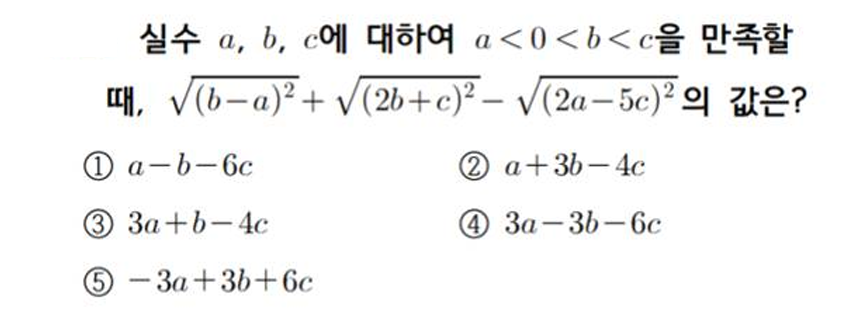 실수 a, b, c에 대하여 a<0<b<c을 만족할
때, √(b-a)² + √(2b+c)² - √(2a-5c)² 의 값은?
① a-b-6c ② a+3b-4c
③ 3a+b-4c ④ 3a-3b-6c
⑤ -3a+3b+6c